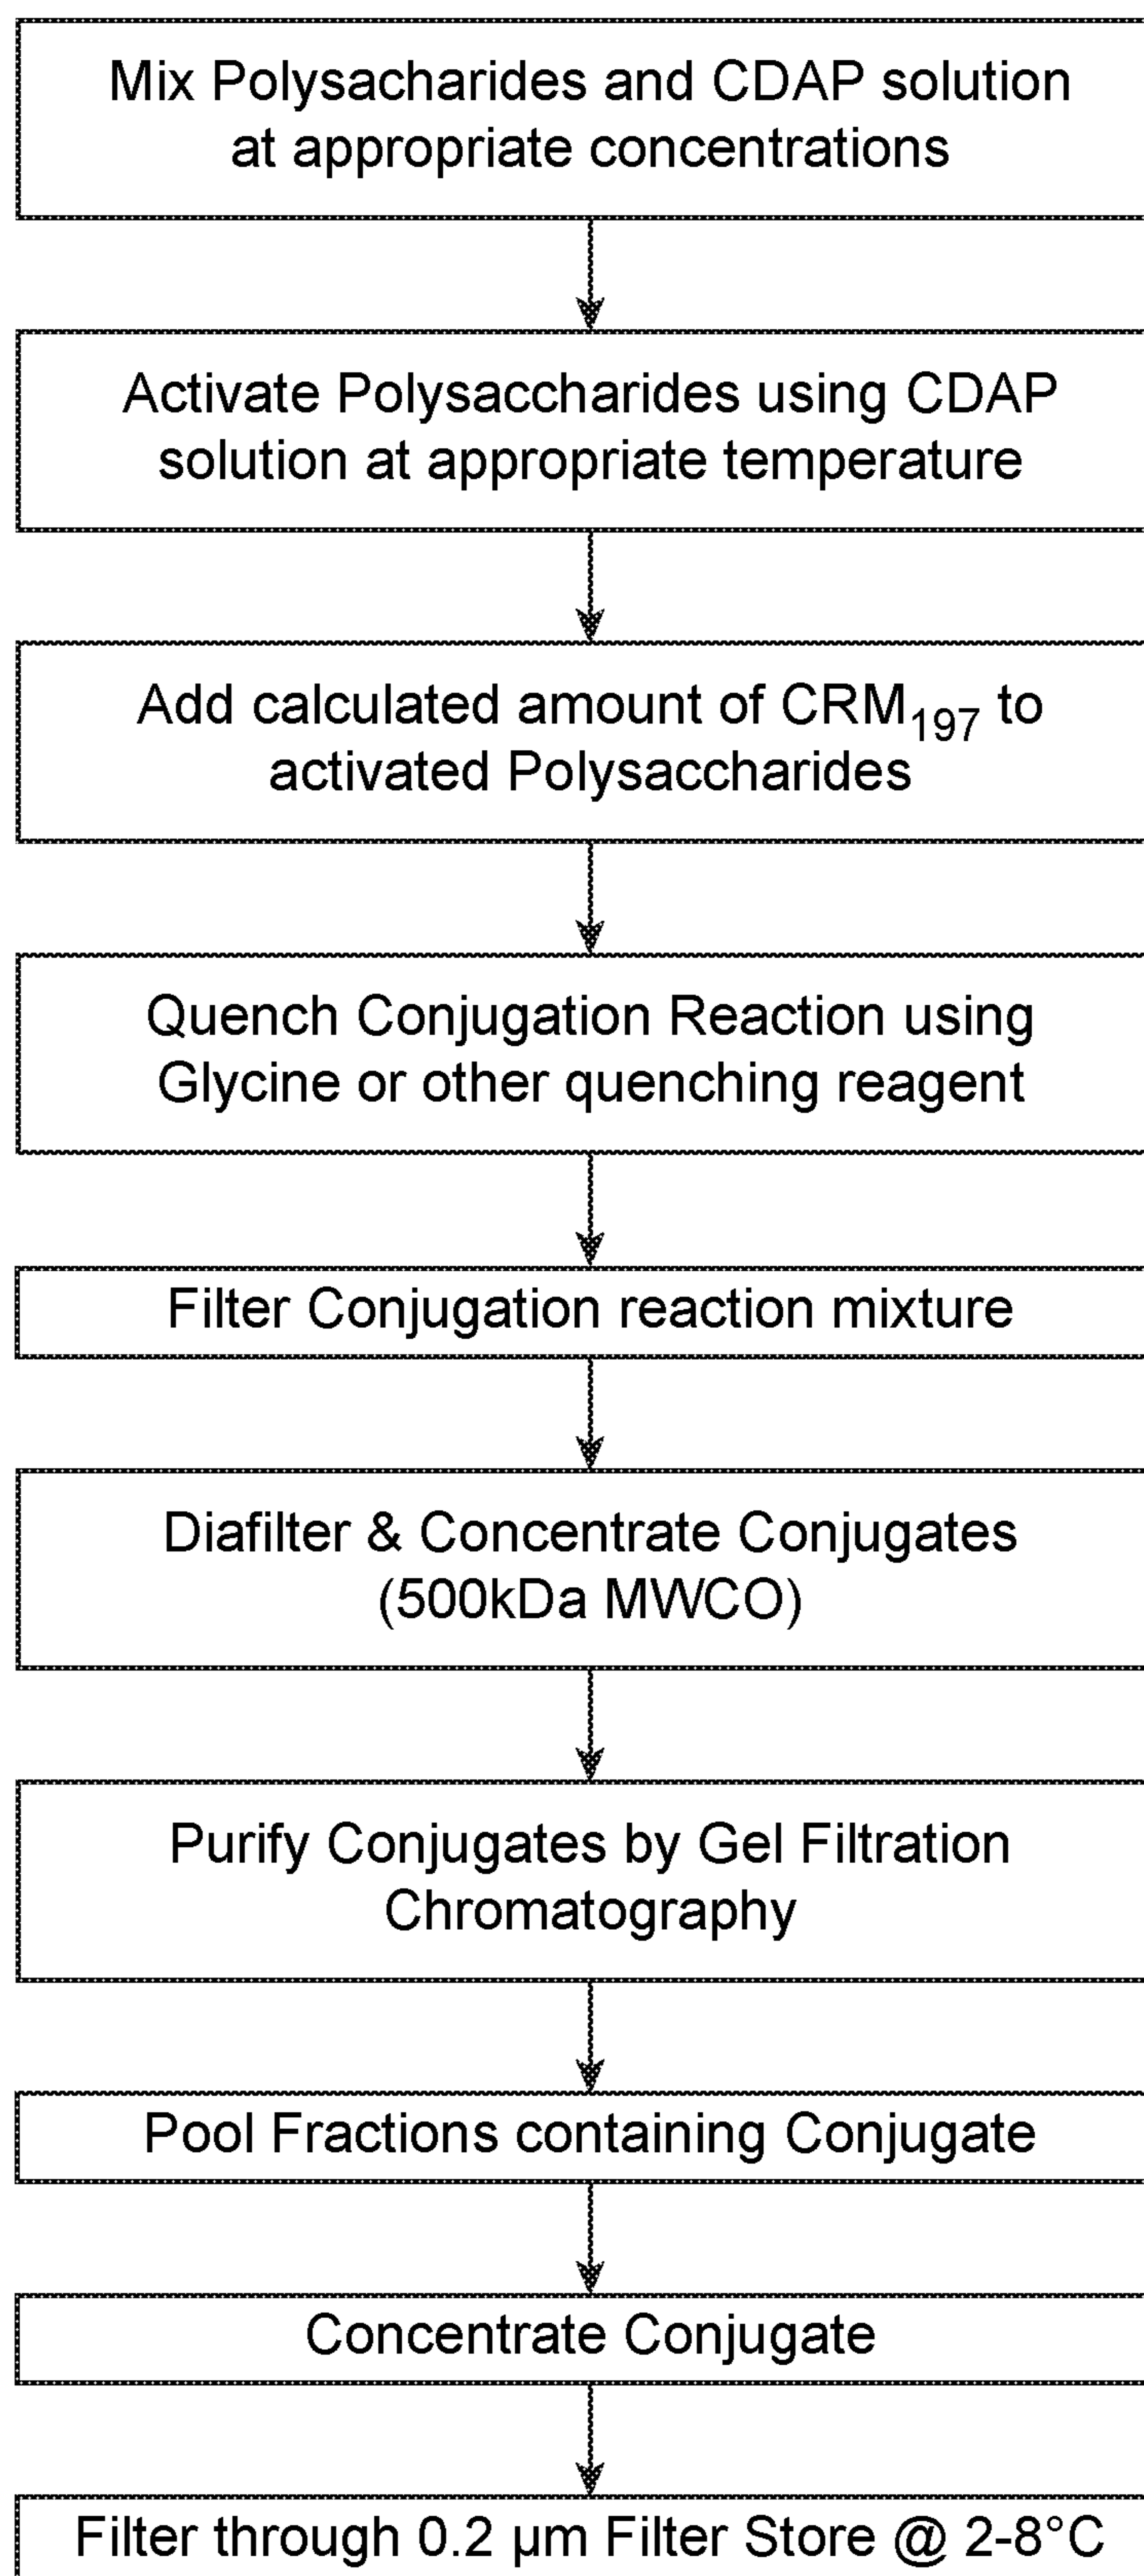 Mix Polysacharides and CDAP solution
at appropriate concentrations
Activate Polysaccharides using CDAP
solution at appropriate temperature
Add calculated amount of CRM₁₉₇ to
activated Polysaccharides
Quench Conjugation Reaction using
Glycine or other quenching reagent
Filter Conjugation reaction mixture
Diafilter & Concentrate Conjugates
(500kDa MWCO)
Purify Conjugates by Gel Filtration
Chromatography
Pool Fractions containing Conjugate
Concentrate Conjugate
Filter through 0.2 µm Filter Store @ 2-8°C